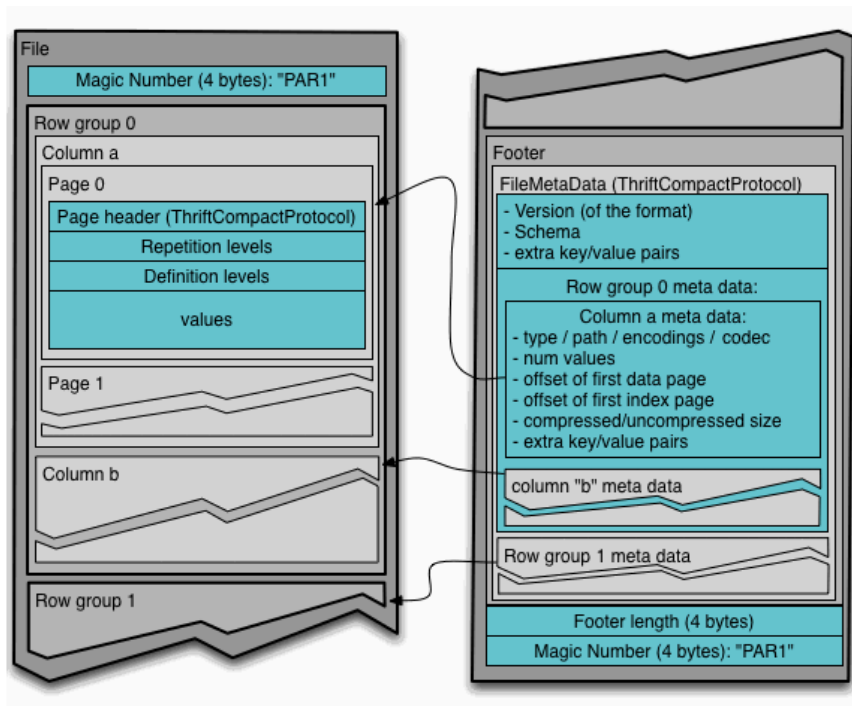 File
Magic Number (4 bytes): "PAR1"
Row group 0
Column a
Page 0
Page header (ThriftCompactProtocol)
Repetition levels
Definition levels
values
Page 1
Column b
Row group 1
Footer
FileMetaData (ThriftCompactProtocol)
- Version (of the format)
- Schema
- extra key/value pairs
Row group 0 meta data:
Column a meta data:
- type / path / encodings / codec
- num values
- offset of first data page
- offset of first index page
- compressed/uncompressed size
- extra key/value pairs
column "b" meta data
Row group 1 meta data
Footer length (4 bytes)
Magic Number (4 bytes): "PAR1"